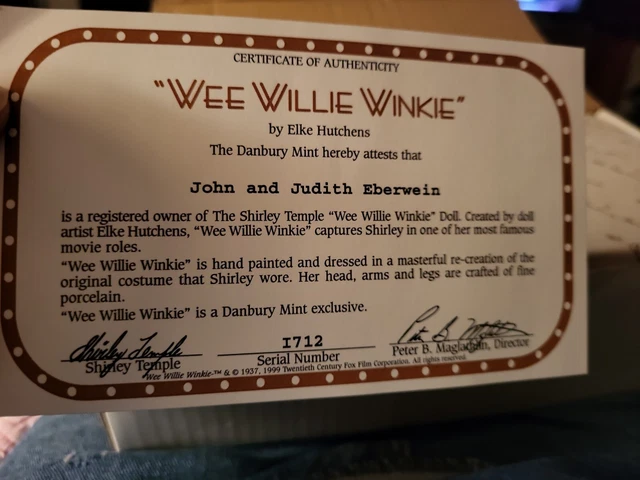 CERTIFICATE OF AUTHENTICITY
"WEE WILLIE WINKIE"
by Elke Hutchens
The Danbury Mint hereby attests that
John and Judith Eberwein
is a registered owner of The Shirley Temple "Wee Willie Winkie" Doll. Created by doll
artist Elke Hutchens, "Wee Willie Winkie" captures Shirley in one of her most famous
movie roles.
"Wee Willie Winkie" is hand painted and dressed in a masterful re-creation of the
original costume that Shirley wore. Her head, arms and legs are crafted of fine
porcelain.
"Wee Willie Winkie" is a Danbury Mint exclusive.
Shirley Temple
Shirley Temple
I712
Serial Number
Peter B. Maglathlin, Director
Wee Willie Winkie™ & © 1937, 1999 Twentieth Century Fox Film Corporation. All rights reserved.